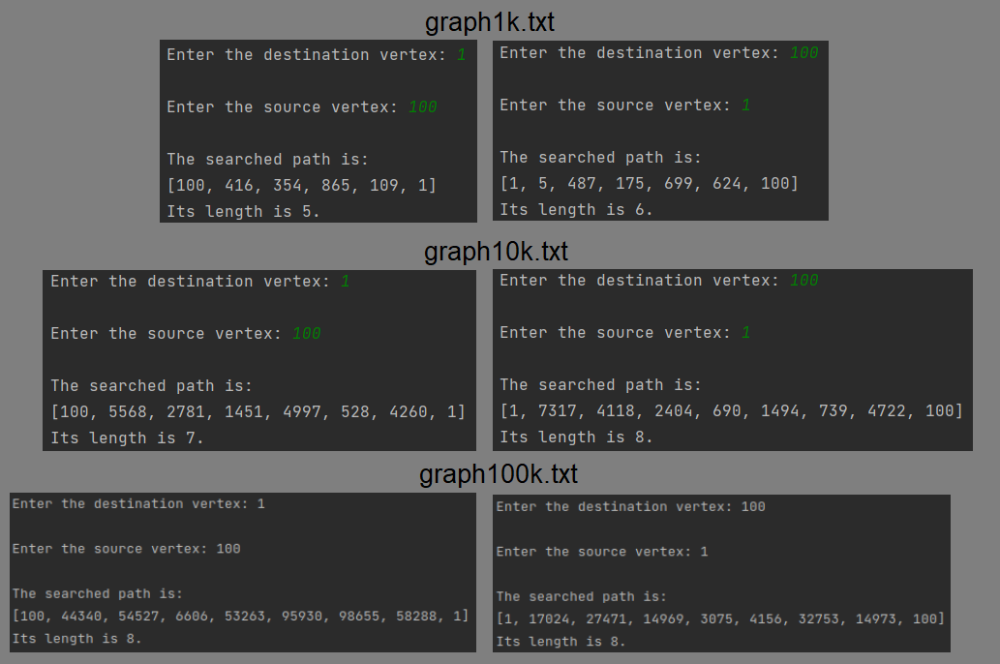 graph1k.txt
Enter the destination vertex: 1
Enter the source vertex: 100
The searched path is:
[100, 416, 354, 865, 109, 1]
Its length is 5.
Enter the destination vertex: 100
Enter the source vertex: 1
The searched path is:
[1, 5, 487, 175, 699, 624, 100]
Its length is 6.
graph10k.txt
Enter the destination vertex: 1
Enter the source vertex: 100
The searched path is:
[100, 5568, 2781, 1451, 4997, 528, 4260, 1]
Its length is 7.
Enter the destination vertex: 100
Enter the source vertex: 1
The searched path is:
[1, 7317, 4118, 2404, 690, 1494, 739, 4722, 100]
Its length is 8.
graph100k.txt
Enter the destination vertex: 1
Enter the source vertex: 100
The searched path is:
[100, 44340, 54527, 6606, 53263, 95930, 98655, 58288, 1]
Its length is 8.
Enter the destination vertex: 100
Enter the source vertex: 1
The searched path is:
[1, 17024, 27471, 14969, 3075, 4156, 32753, 14973, 100]
Its length is 8.